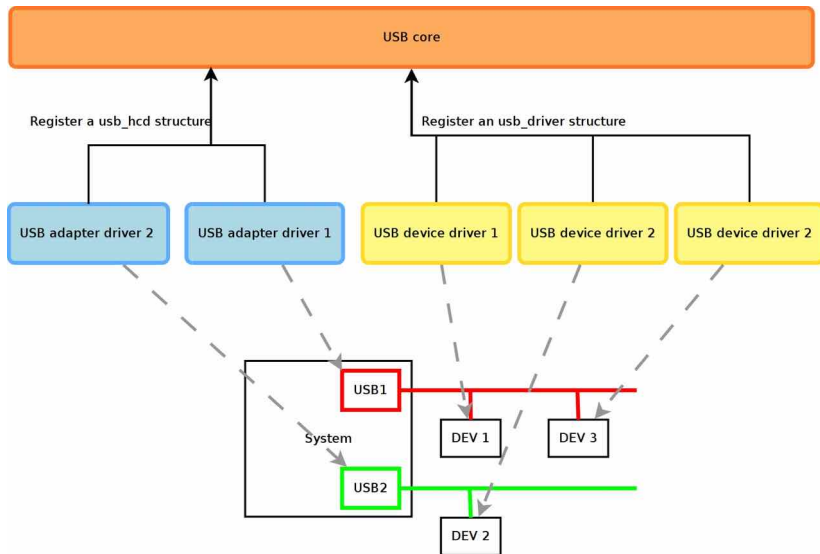 USB core
Register a usb_hcd structure
Register an usb_driver structure
USB adapter driver 2
USB adapter driver 1
USB device driver 1
USB device driver 2
USB device driver 2
USB1
System
DEV 1
DEV 3
USB2
DEV 2